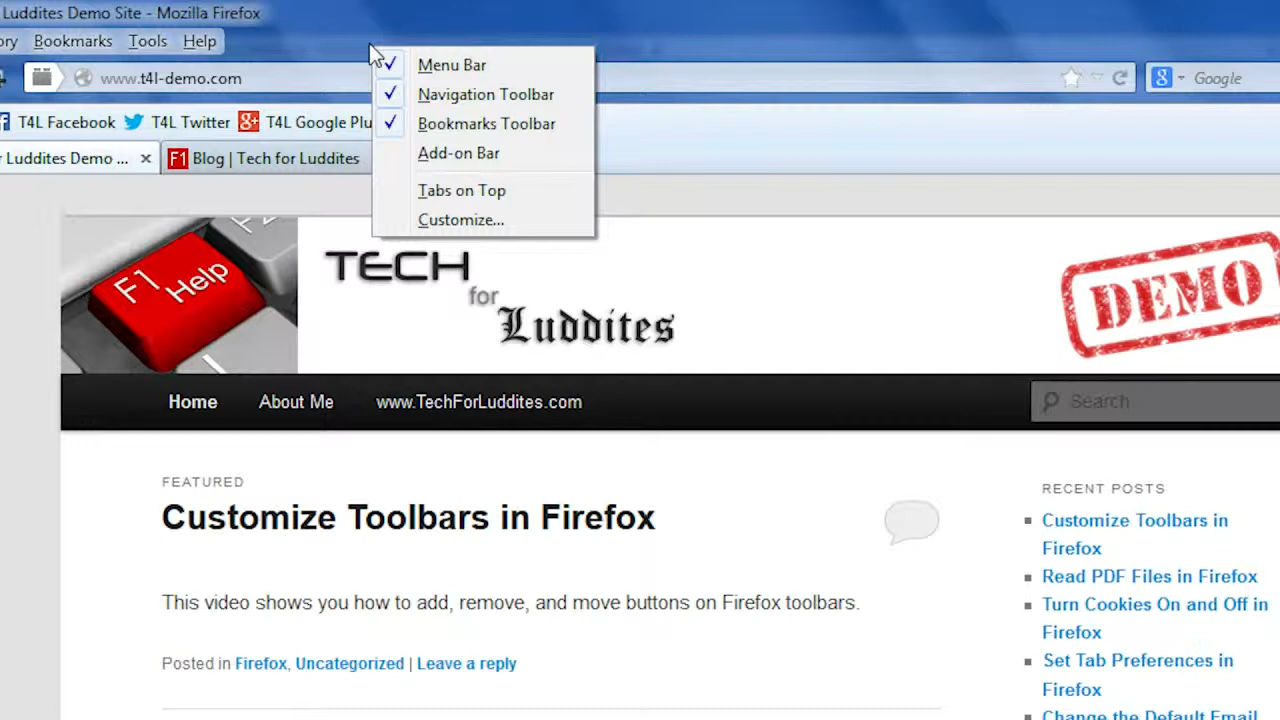 Luddites Demo Site - Mozilla Firefox
ory Bookmarks Tools Help
www.t4l-demo.com
Google
T4L Facebook T4L Twitter T4L Google Plu
r Luddites Demo ... × F1 Blog | Tech for Luddites
Menu Bar
Navigation Toolbar
Bookmarks Toolbar
Add-on Bar
Tabs on Top
Customize...
F1
Help
TECH
for
Luddites
DEMO
Home About Me www.TechForLuddites.com
Search
FEATURED
Customize Toolbars in Firefox
This video shows you how to add, remove, and move buttons on Firefox toolbars.
Posted in Firefox, Uncategorized | Leave a reply
RECENT POSTS
Customize Toolbars in
Firefox
Read PDF Files in Firefox
Turn Cookies On and Off in
Firefox
Set Tab Preferences in
Firefox
Change the Default Email